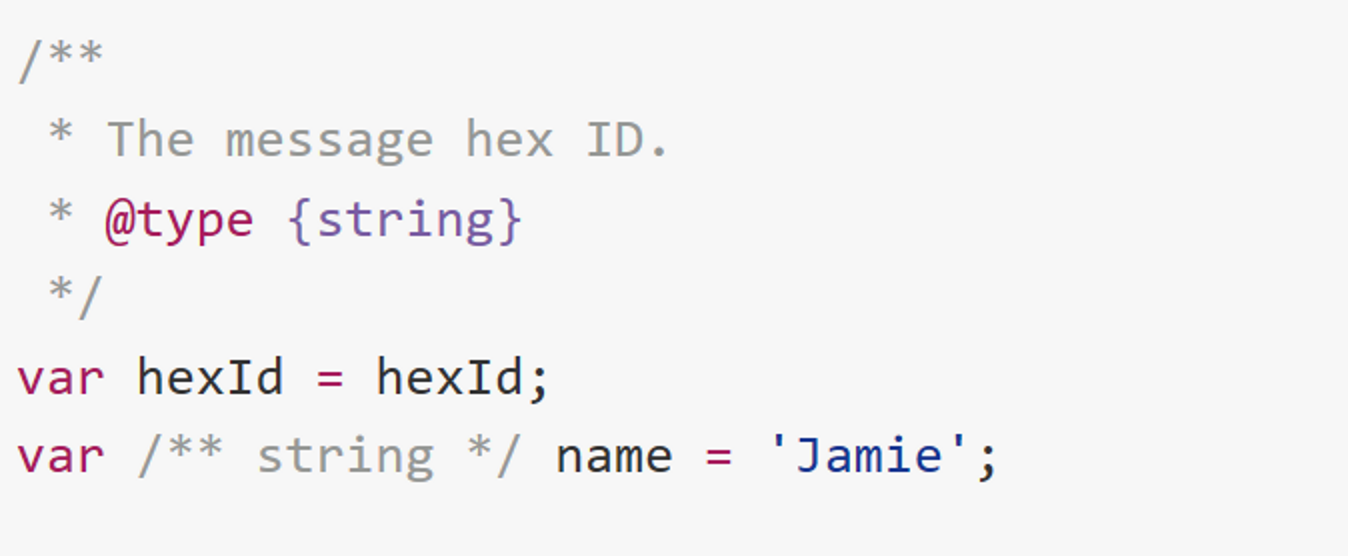 /**
 * The message hex ID.
 * @type {string}
 */
var hexId = hexId;
var /** string */ name = 'Jamie';